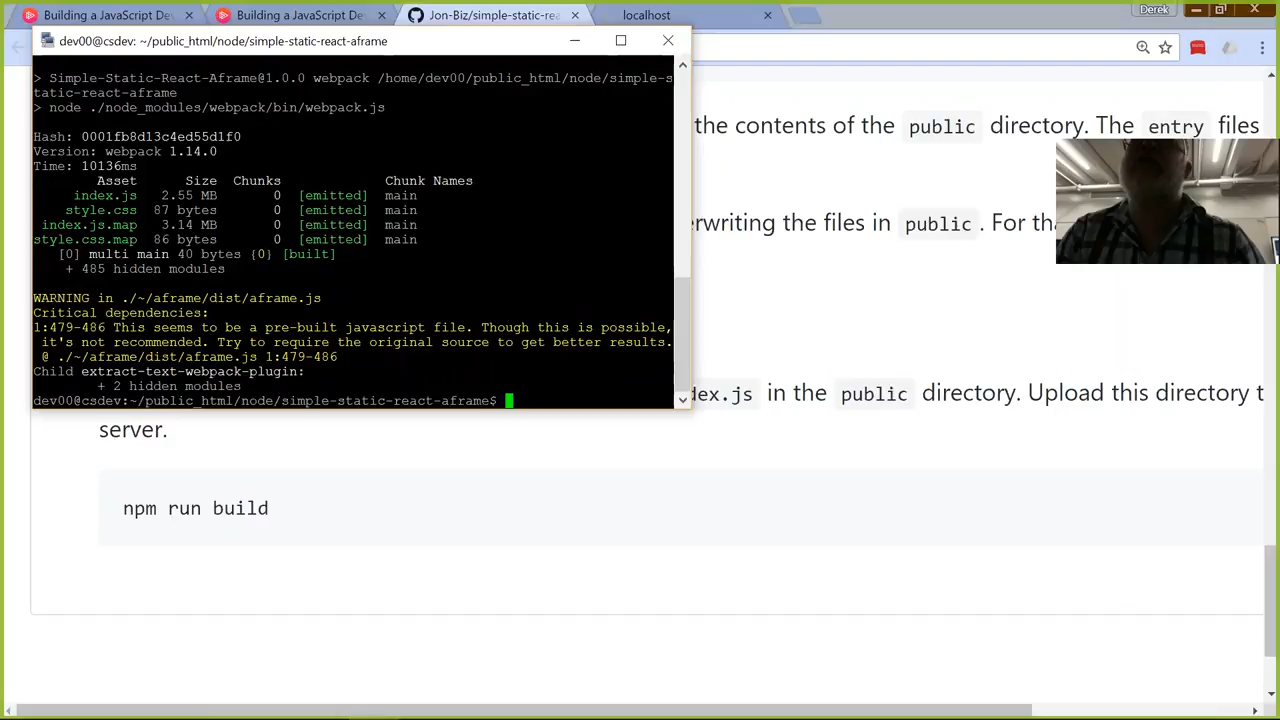 Building a JavaScript De
Building a JavaScript De
Jon-Biz/simple-static-rea
localhost
Derek
dev00@csdev: ~/public_html/node/simple-static-react-aframe
> Simple-Static-React-Aframe@1.0.0 webpack /home/dev00/public_html/node/simple-s
tatic-react-aframe
> node ./node_modules/webpack/bin/webpack.js
Hash: 0001fb8d13c4ed55d1f0
Version: webpack 1.14.0
Time: 10136ms
Asset Size Chunks Chunk Names
index.js 2.55 MB 0 [emitted] main
style.css 87 bytes 0 [emitted] main
index.js.map 3.14 MB 0 [emitted] main
style.css.map 86 bytes 0 [emitted] main
[0] multi main 40 bytes {0} [built]
+ 485 hidden modules
WARNING in ./~/aframe/dist/aframe.js
Critical dependencies:
1:479-486 This seems to be a pre-built javascript file. Though this is possible,
it's not recommended. Try to require the original source to get better results.
@ ./~/aframe/dist/aframe.js 1:479-486
Child extract-text-webpack-plugin:
+ 2 hidden modules
dev00@csdev:~/public_html/node/simple-static-react-aframe$
the contents of the public directory. The entry files
erwriting the files in public. For tha
dex.js in the public directory. Upload this directory t
server.
npm run build